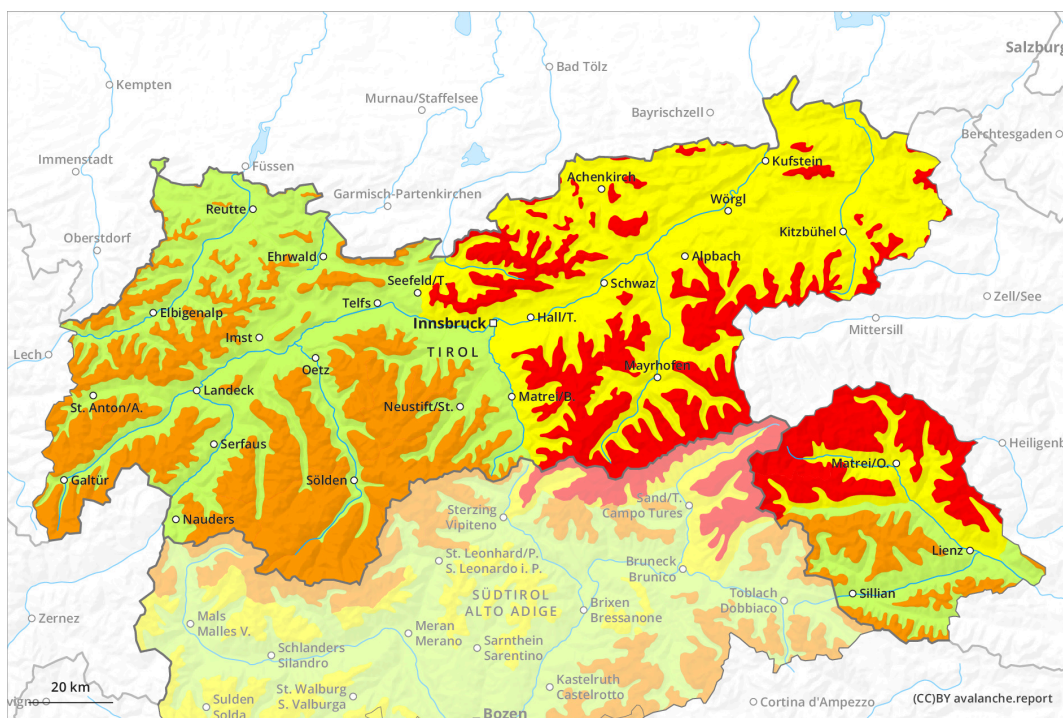 Salzburg
Kempten
Bad Tölz
Murnau/Staffelsee
Bayrischzell
Berchtesgaden
Immenstadt
Füssen
Kufstein
Achenkirch
Garmisch-Partenkirchen
Reutte
Wörgl
Oberstdorf
Kitzbühel
Ehrwald
Alpbach
Seefeld/T.
Schwaz
Zell/See
Telfs
Elbigenalp
Innsbruck
Hall/T.
Mittersill
Imst
Lech
TIROL
Oetz
Mayrhofen
Landeck
Matrei/B.
St. Anton/A.
Neustift/St.
Serfaus
Heiligenb
Matrei/O.
Galtür
Sölden
Sand/T.
Campo Tures
Sterzing
Vipiteno
Nauders
Lienz
St. Leonhard/P.
S. Leonardo i. P.
Bruneck
Brunico
Sillian
SÜDTIROL
ALTO ADIGE
Toblach
Dobbiaco
Brixen
Bressanone
Zernez
Mals
Malles V.
Meran
Merano
Sarnthein
Sarentino
Schlanders
Silandro
Kastelruth
Castelrotto
20 km
St. Walburg
S. Valburga
vigno
Sulden
Solda
Cortina d'Ampezzo
(CC)BY avalanche.report
Bozen